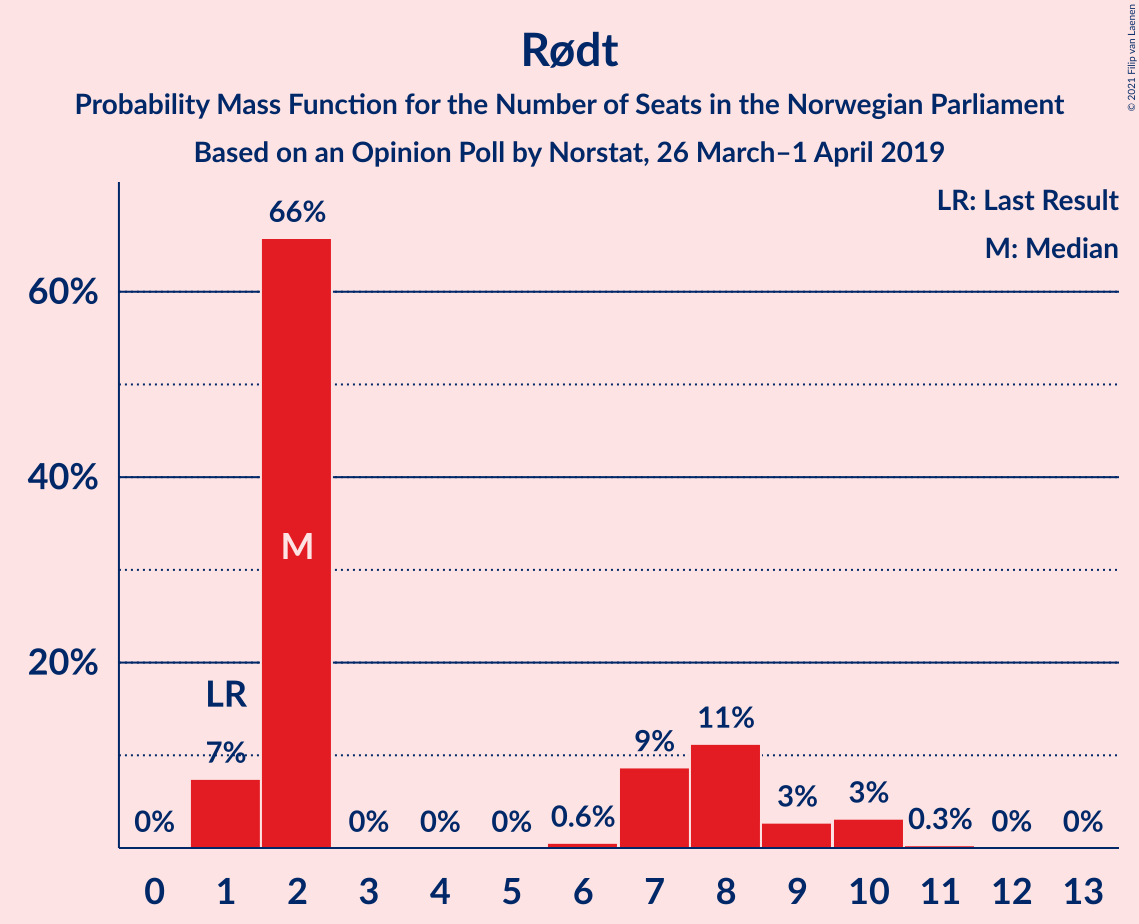 Rødt
Probability Mass Function for the Number of Seats in the Norwegian Parliament
Based on an Opinion Poll by Norstat, 26 March–1 April 2019
© 2021 Filip van Laenen
LR: Last Result
M: Median
66%
60%
40%
M
20%
LR
11%
9%
7%
3%
3%
0%
0%
0%
0%
0.6%
0.3%
0%
0%
0 1 2 3 4 5 6 7 8 9 10 11 12 13